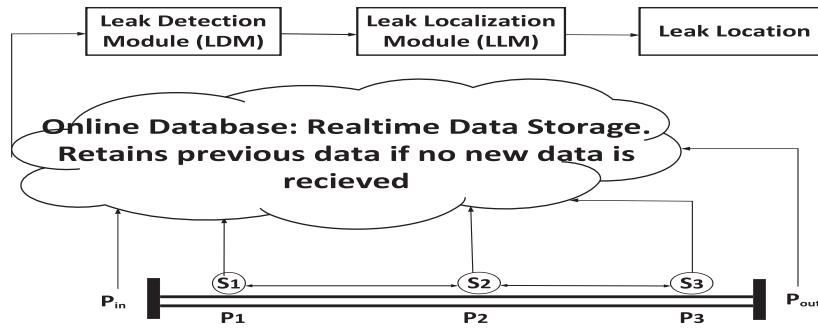 Leak Detection
Module (LDM)
Leak Localization
Module (LLM)
Leak Location
Online Database: Realtime Data Storage.
Retains previous data if no new data is
recieved
S1
S2
S3
Pin
Pout
P1
P2
P3